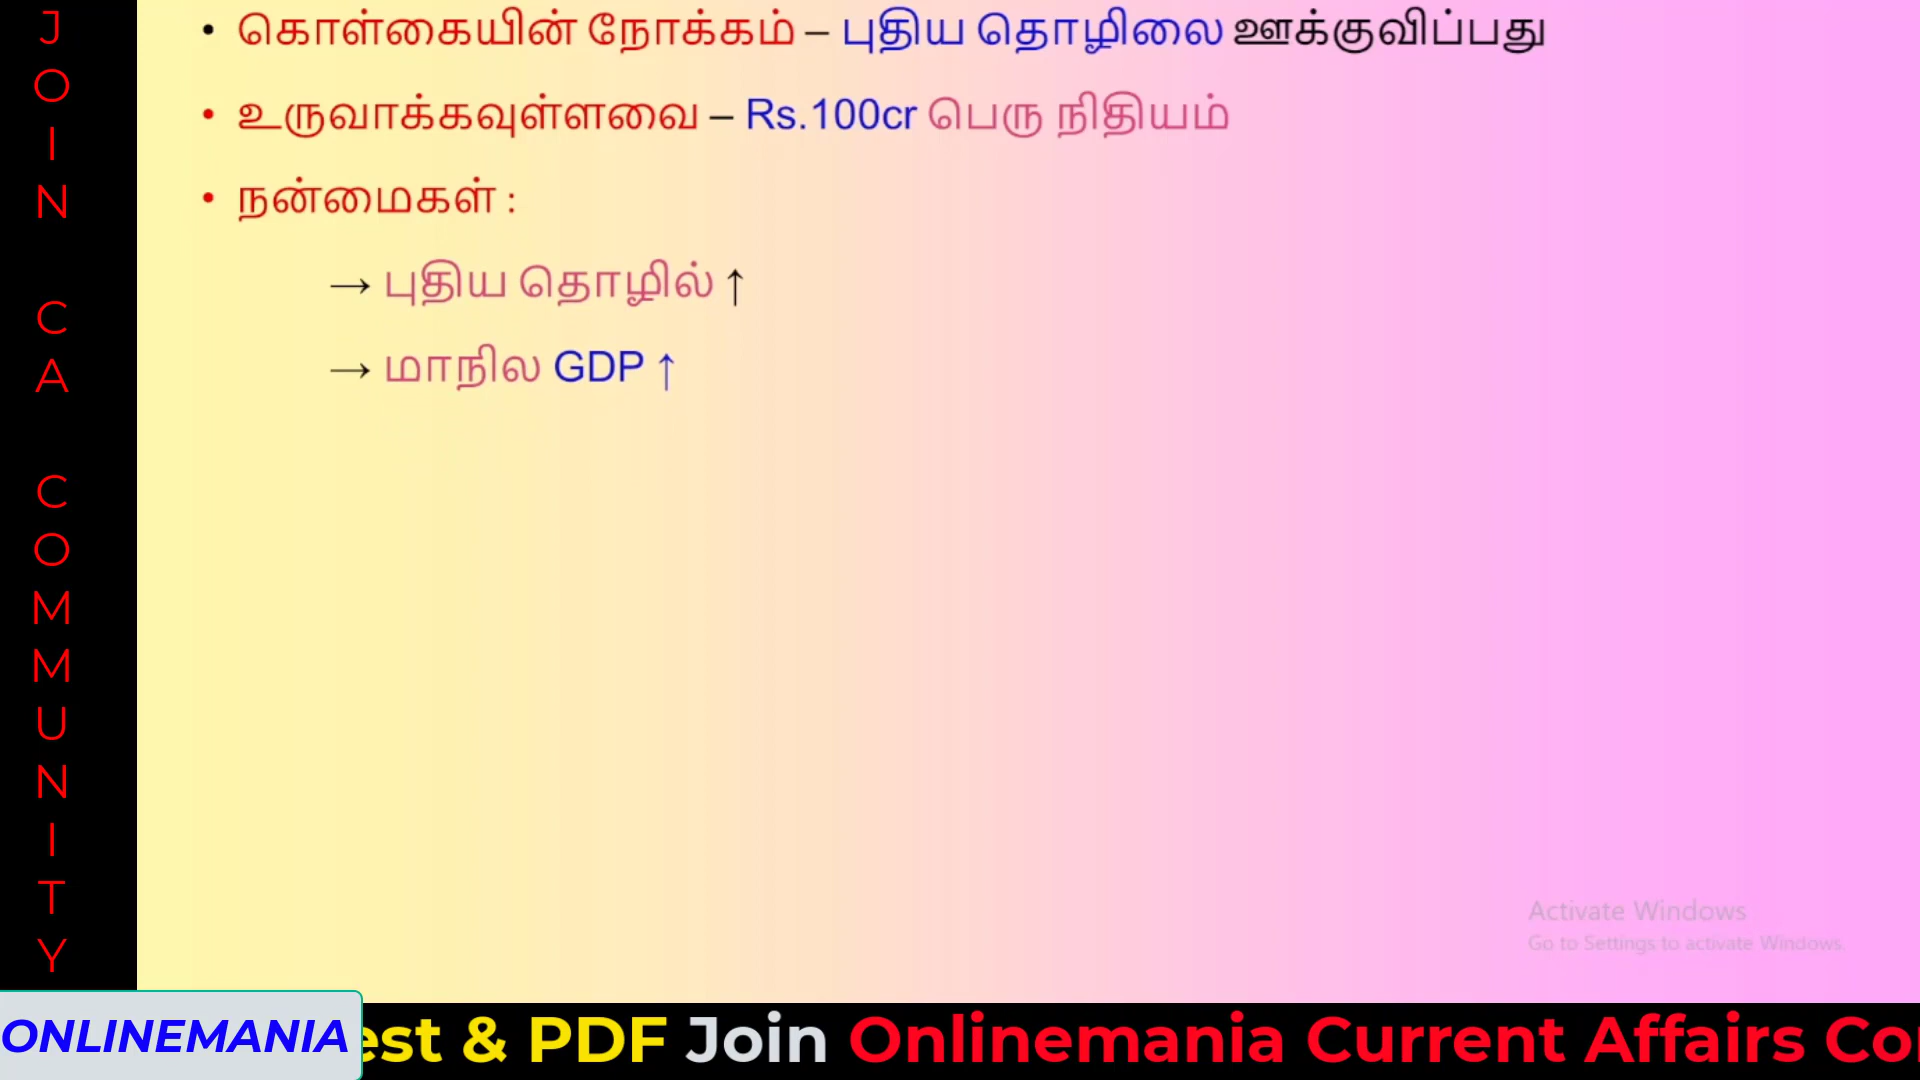 • கொள்கையின் நோக்கம் – புதிய தொழிலை ஊக்குவிப்பது
• உருவாக்கவுள்ளவை – Rs.100cr பெரு நிதியம்
• நன்மைகள் :
→ புதிய தொழில் ↑
→ மாநில GDP ↑
JOIN CA COMMUNITY
Activate Windows
Go to Settings to activate Windows.
ONLINEMANIA
est & PDF Join Onlinemania Current Affairs Co